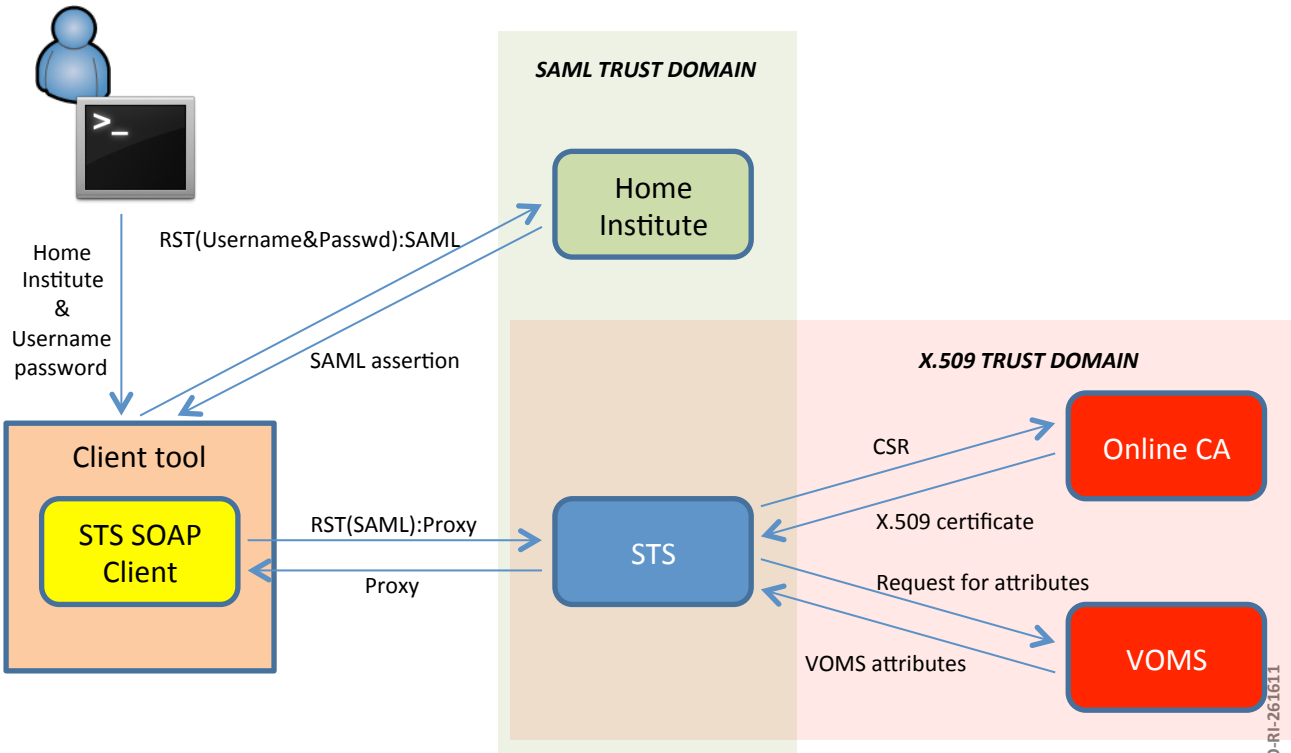 >_
SAML TRUST DOMAIN
Home
Institute
RST(Username&Passwd):SAML
Home
Institute
&
Username
password
SAML assertion
X.509 TRUST DOMAIN
Client tool
STS SOAP
Client
RST(SAML):Proxy
Proxy
STS
CSR
X.509 certificate
Online CA
Request for attributes
VOMS attributes
VOMS
-RI-261611